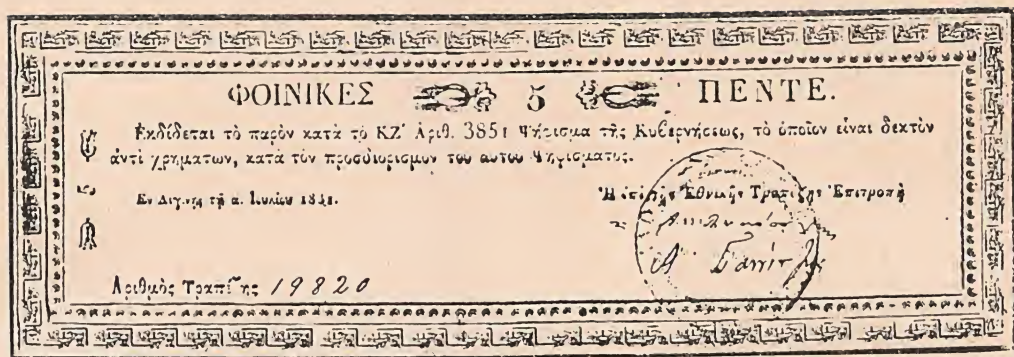 ΦΟΙΝΙΚΕΣ 5 ΠΕΝΤΕ.
Ἐκδίδεται τὸ παρὸν κατὰ τὸ ΚΖ΄ Ἀριθ. 3851 Ψήφισμα τῆς Κυβερνήσεως, τὸ ὁποῖον εἶναι δεκτὸν
ἀντὶ χρημάτων, κατὰ τὸν προσδιορισμὸν τοῦ αὐτοῦ Ψηφίσματος.
Ἐν Αἰγίνῃ τῇ α. Ἰουλίου 1831.
Ἡ ἐπὶ τῆς Ἐθνικῆς Τραπέζης Ἐπιτροπὴ
Ἀριθμὸς Τραπέζης 19820
5